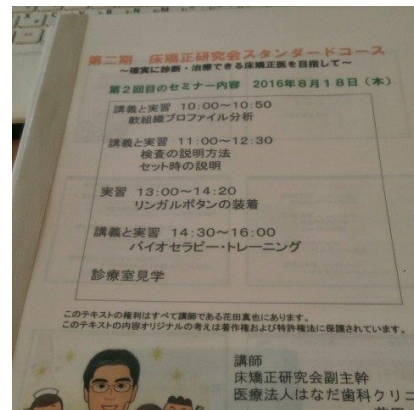 第二期 床矯正研究会スタンダードコース
～確実に診断・治療できる床矯正医を目指して～
第2回目のセミナー内容 2016年8月18日（木）
講義と実習 10:00～10:50
軟組織プロファイル分析
講義と実習 11:00～12:30
検査の説明方法
セット時の説明
実習 13:00～14:20
リンガルボタンの装着
講義と実習 14:30～16:00
バイオセラピー・トレーニング
診療室見学
このテキストの権利はすべて講師である花田真也にあります。
このテキストの内容オリジナルの考えは著作権および特許権法に保護されています。
講師
床矯正研究会副主幹
医療法人はなだ歯科クリニ